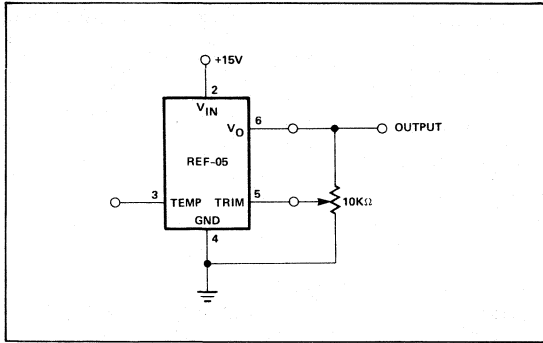 +15V
2
VIN
6
VO
OUTPUT
REF-05
3
TEMP
TRIM
5
10KΩ
GND
4